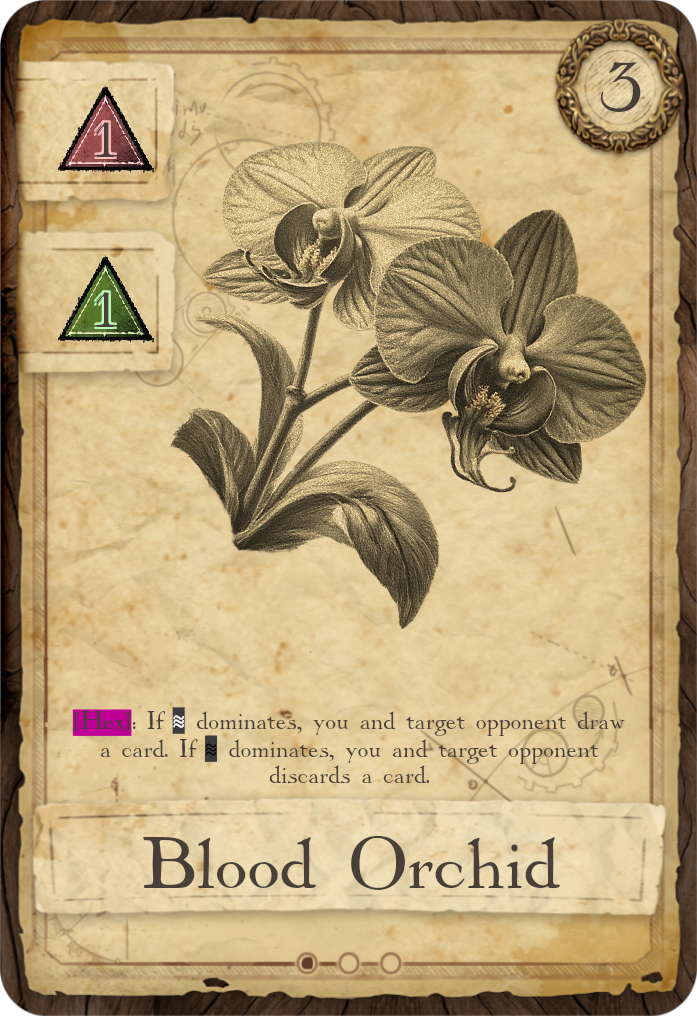 3
1
1
[Hex]: If dominates, you and target opponent draw
a card. If dominates, you and target opponent
discards a card.
Blood Orchid